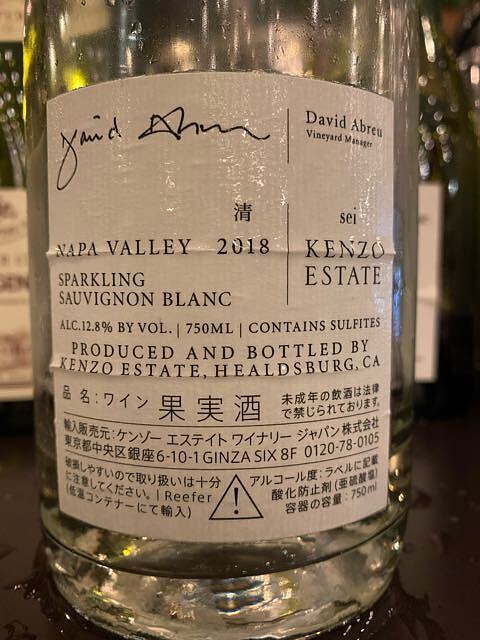 David Abreu
David Abreu
Vineyard Manager
清
sei
NAPA VALLEY 2018
KENZO
ESTATE
SPARKLING
SAUVIGNON BLANC
ALC.12.8% BY VOL. | 750ML | CONTAINS SULFITES
PRODUCED AND BOTTLED BY
KENZO ESTATE, HEALDSBURG, CA
品 名:ワイン 果実酒
未成年の飲酒は法律
で禁じられております。
輸入販売元:ケンゾー エステイト ワイナリー ジャパン株式会社
東京都中央区銀座6-10-1 GINZA SIX 8F 0120-78-0105
破損しやすいので取り扱いは十分
に注意してください。| Reefer
(低温コンテナーにて輸入)
アルコール度:ラベルに記載
酸化防止剤(亜硫酸塩)
容器の容量:750ml